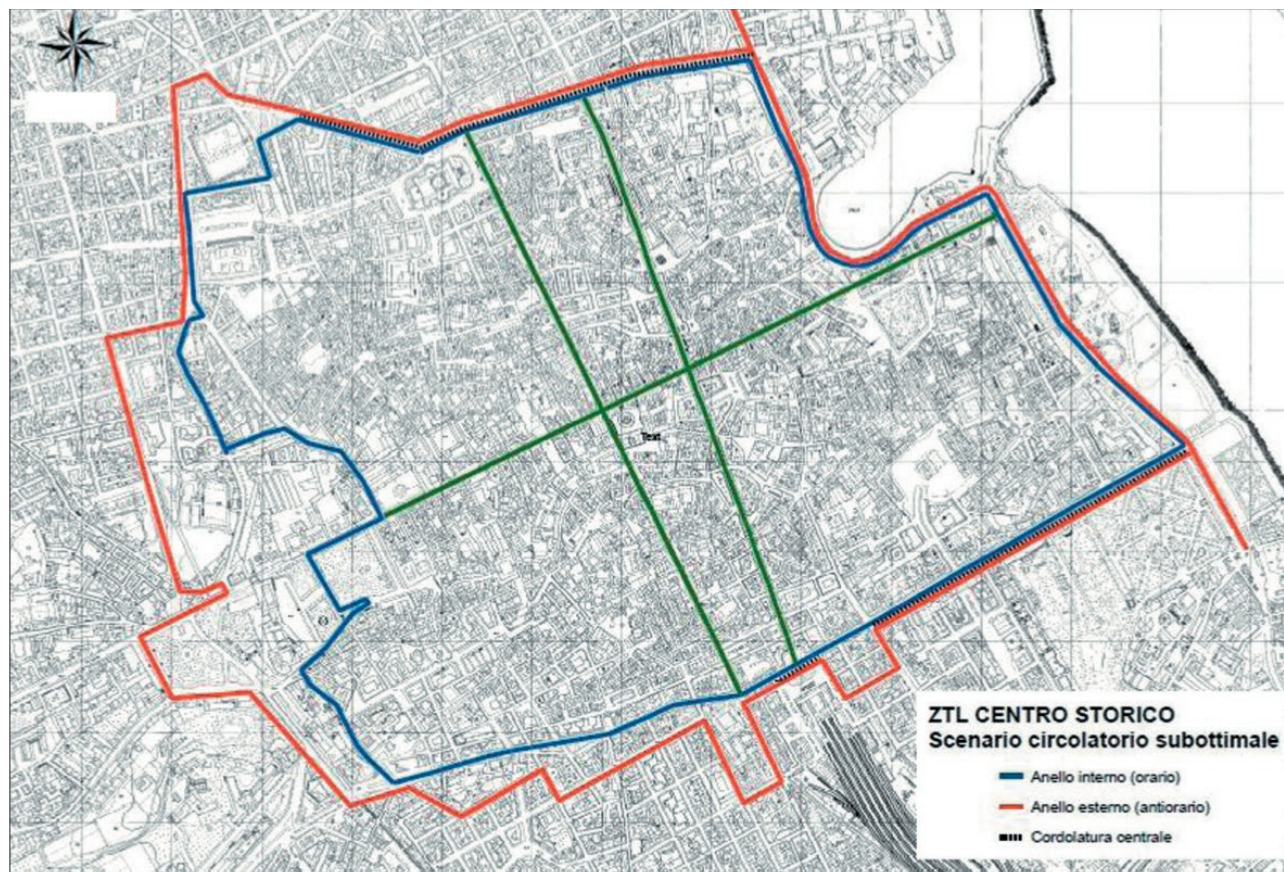 Text
ZTL CENTRO STORICO
Scenario circolatorio subottimale
Anello interno (orario)
Anello esterno (antiorario)
Cordolatura centrale